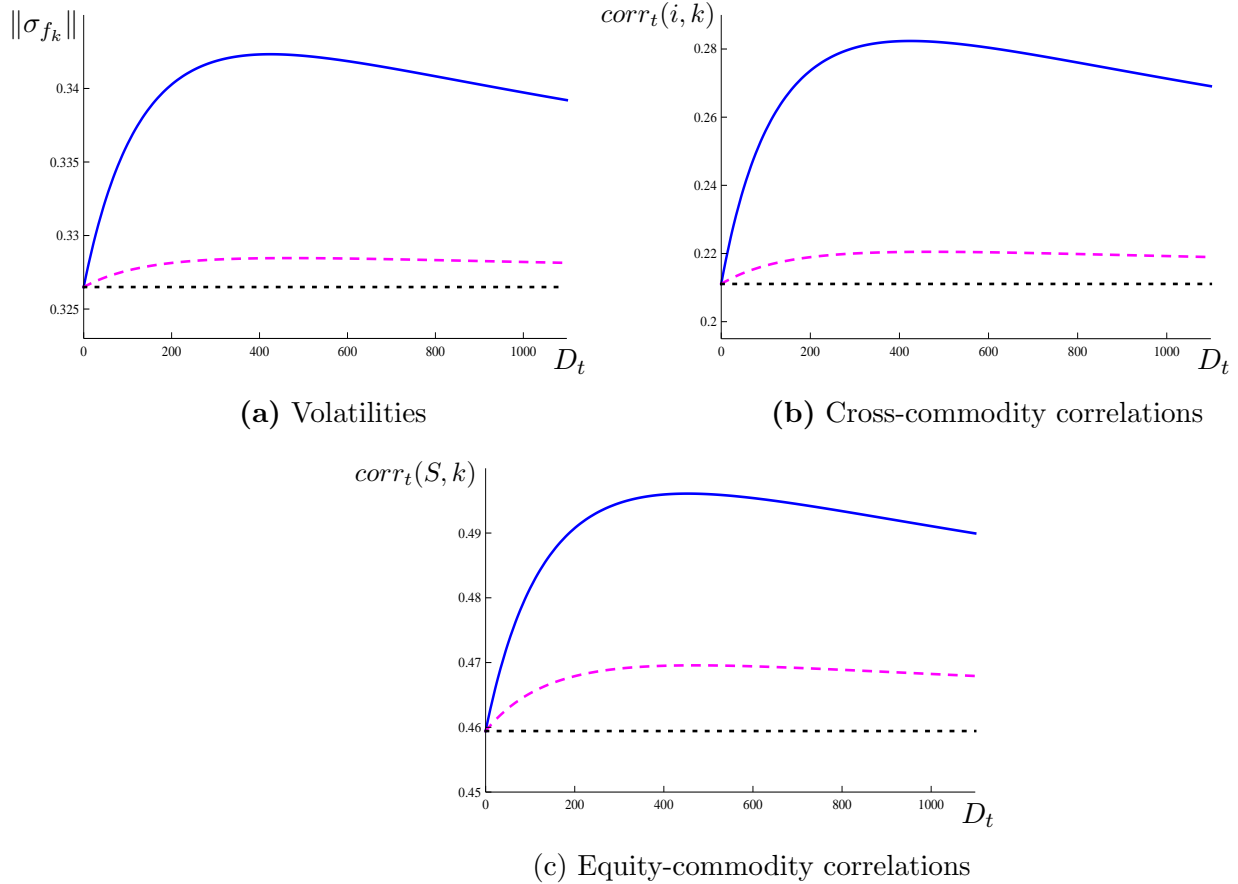 ‖σ_{f_k}‖
0.34
0.335
0.33
0.325
0 200 400 600 800 1000 D_t
(a) Volatilities
corr_t(i, k)
0.28
0.26
0.24
0.22
0.2
0 200 400 600 800 1000 D_t
(b) Cross-commodity correlations
corr_t(S, k)
0.49
0.48
0.47
0.46
0.45
0 200 400 600 800 1000 D_t
(c) Equity-commodity correlations